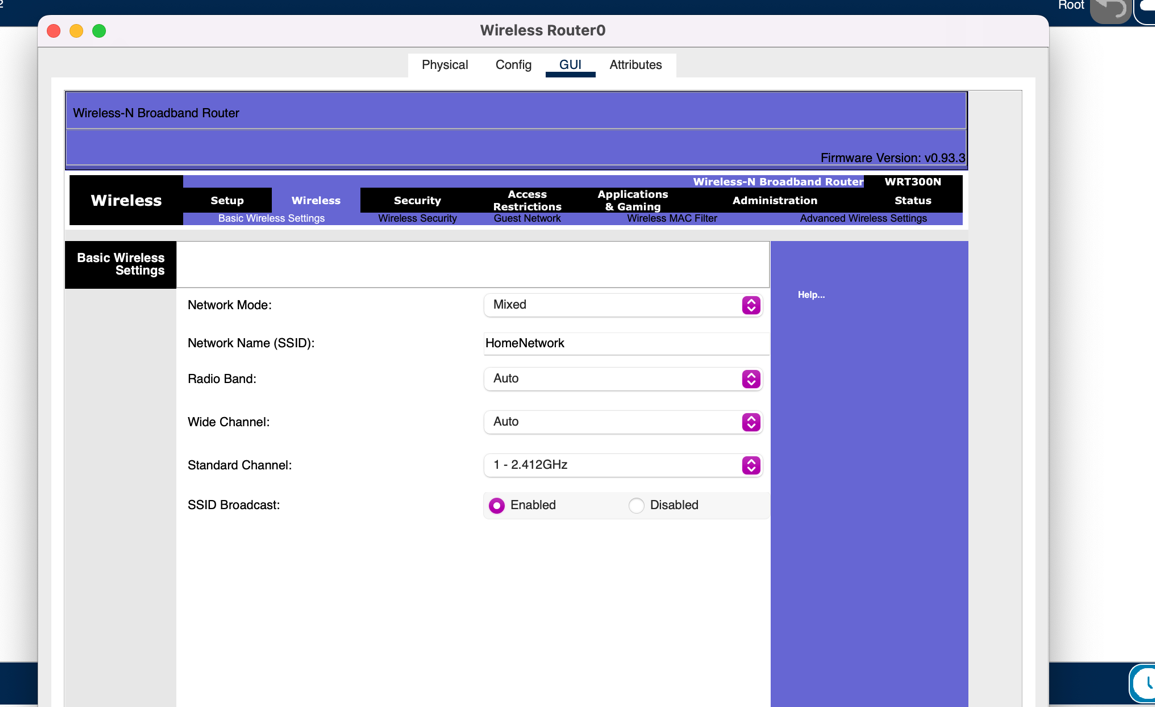 Root
Wireless Router0
Physical Config GUI Attributes
Wireless-N Broadband Router
Firmware Version: v0.93.3
Wireless-N Broadband Router WRT300N
Wireless
Setup Wireless Security Access Restrictions Applications & Gaming Administration Status
Basic Wireless Settings Wireless Security Guest Network Wireless MAC Filter Advanced Wireless Settings
Basic Wireless
Settings
Help...
Network Mode: Mixed
Network Name (SSID): HomeNetwork
Radio Band: Auto
Wide Channel: Auto
Standard Channel: 1 - 2.412GHz
SSID Broadcast: Enabled Disabled